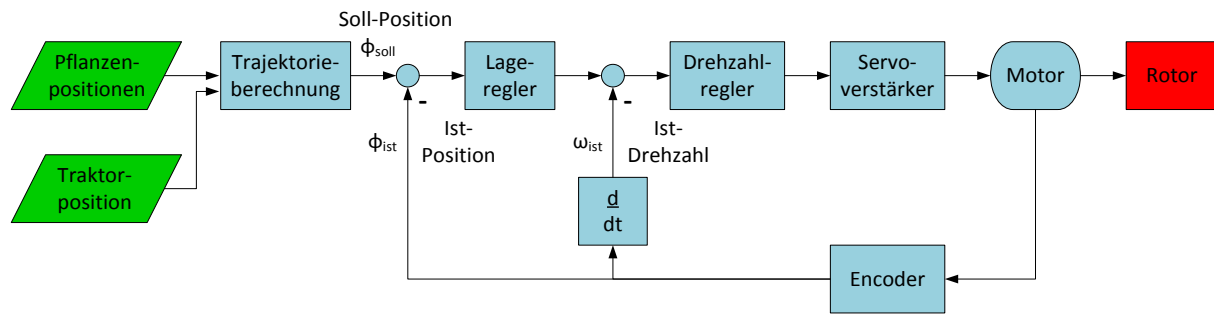 Soll-Position
ϕsoll
Pflanzen-
positionen
Trajektorie-
berechnung
Lage-
regler
Drehzahl-
regler
Servo-
verstärker
Motor
Rotor
-
-
ϕist
Ist-
Position
ωist
Ist-
Drehzahl
Traktor-
position
d
dt
Encoder